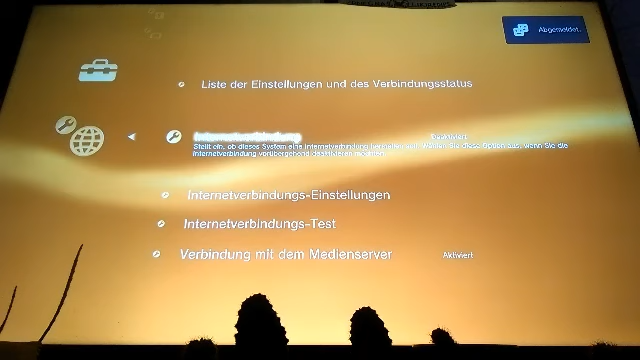 Abgemeldet.
Liste der Einstellungen und des Verbindungsstatus
Internetverbindung
Deaktiviert
Stellt ein, ob dieses System eine Internetverbindung herstellen soll. Wählen Sie diese Option aus, wenn Sie die
Internetverbindung vorübergehend deaktivieren möchten.
Internetverbindungs-Einstellungen
Internetverbindungs-Test
Verbindung mit dem Medienserver
Aktiviert